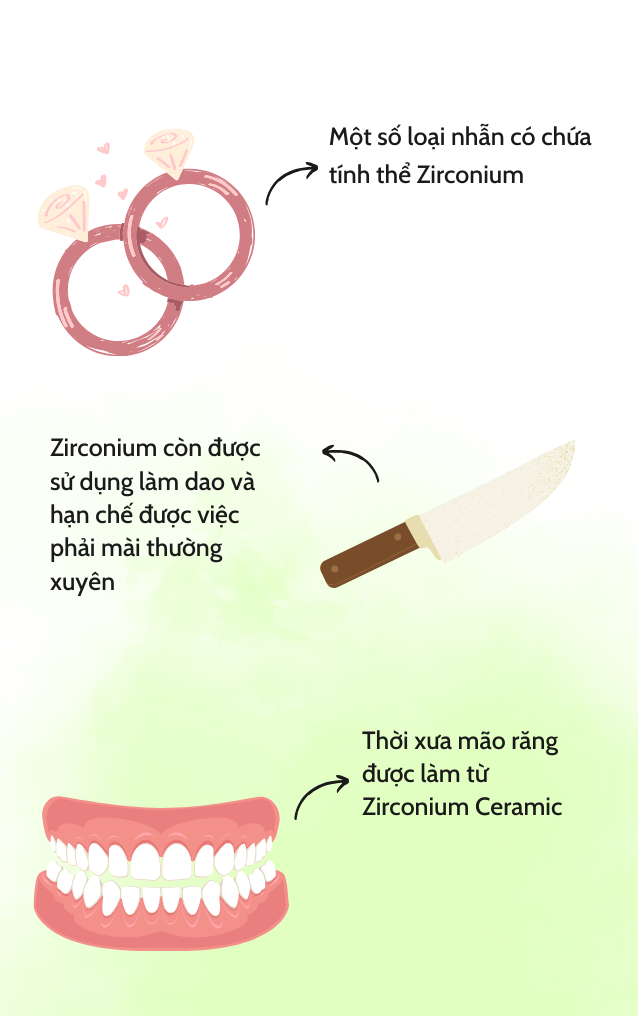 Một số loại nhẫn có chứa
tính thể Zirconium
Zirconium còn được
sử dụng làm dao và
hạn chế được việc
phải mài thường
xuyên
Thời xưa mão răng
được làm từ
Zirconium Ceramic